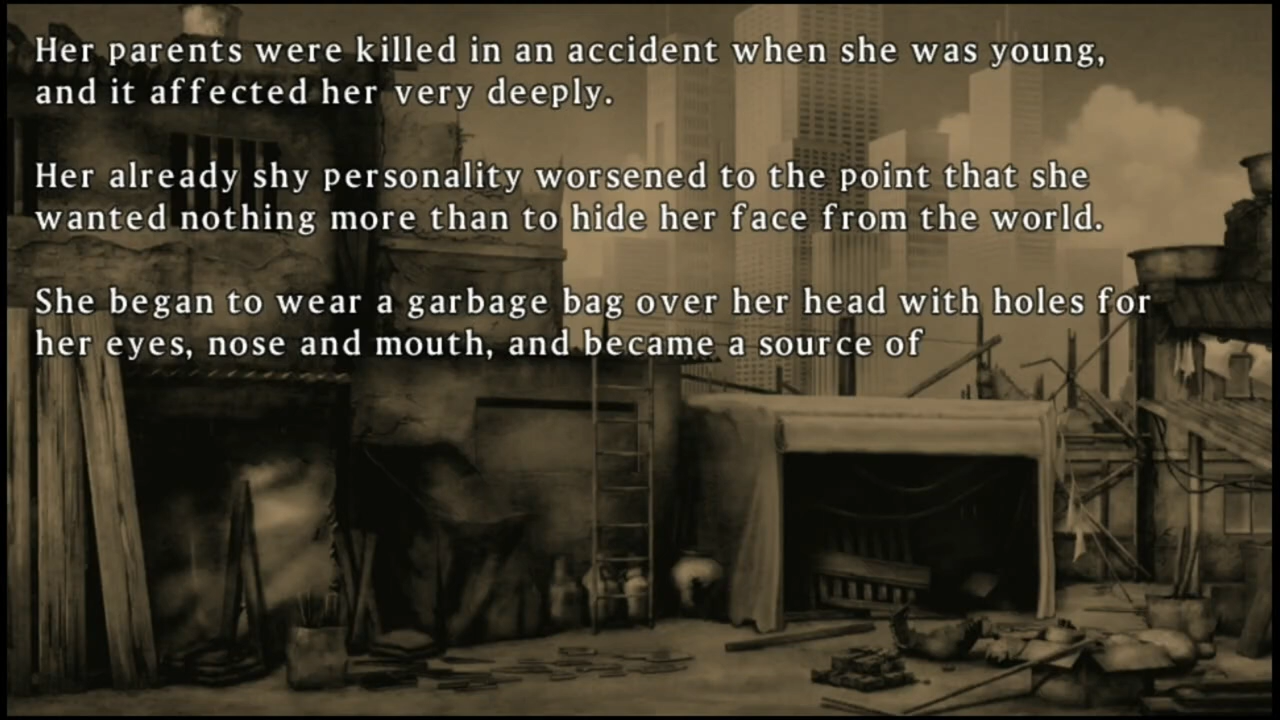 Her parents were killed in an accident when she was young,
and it affected her very deeply.
Her already shy personality worsened to the point that she
wanted nothing more than to hide her face from the world.
She began to wear a garbage bag over her head with holes for
her eyes, nose and mouth, and became a source of